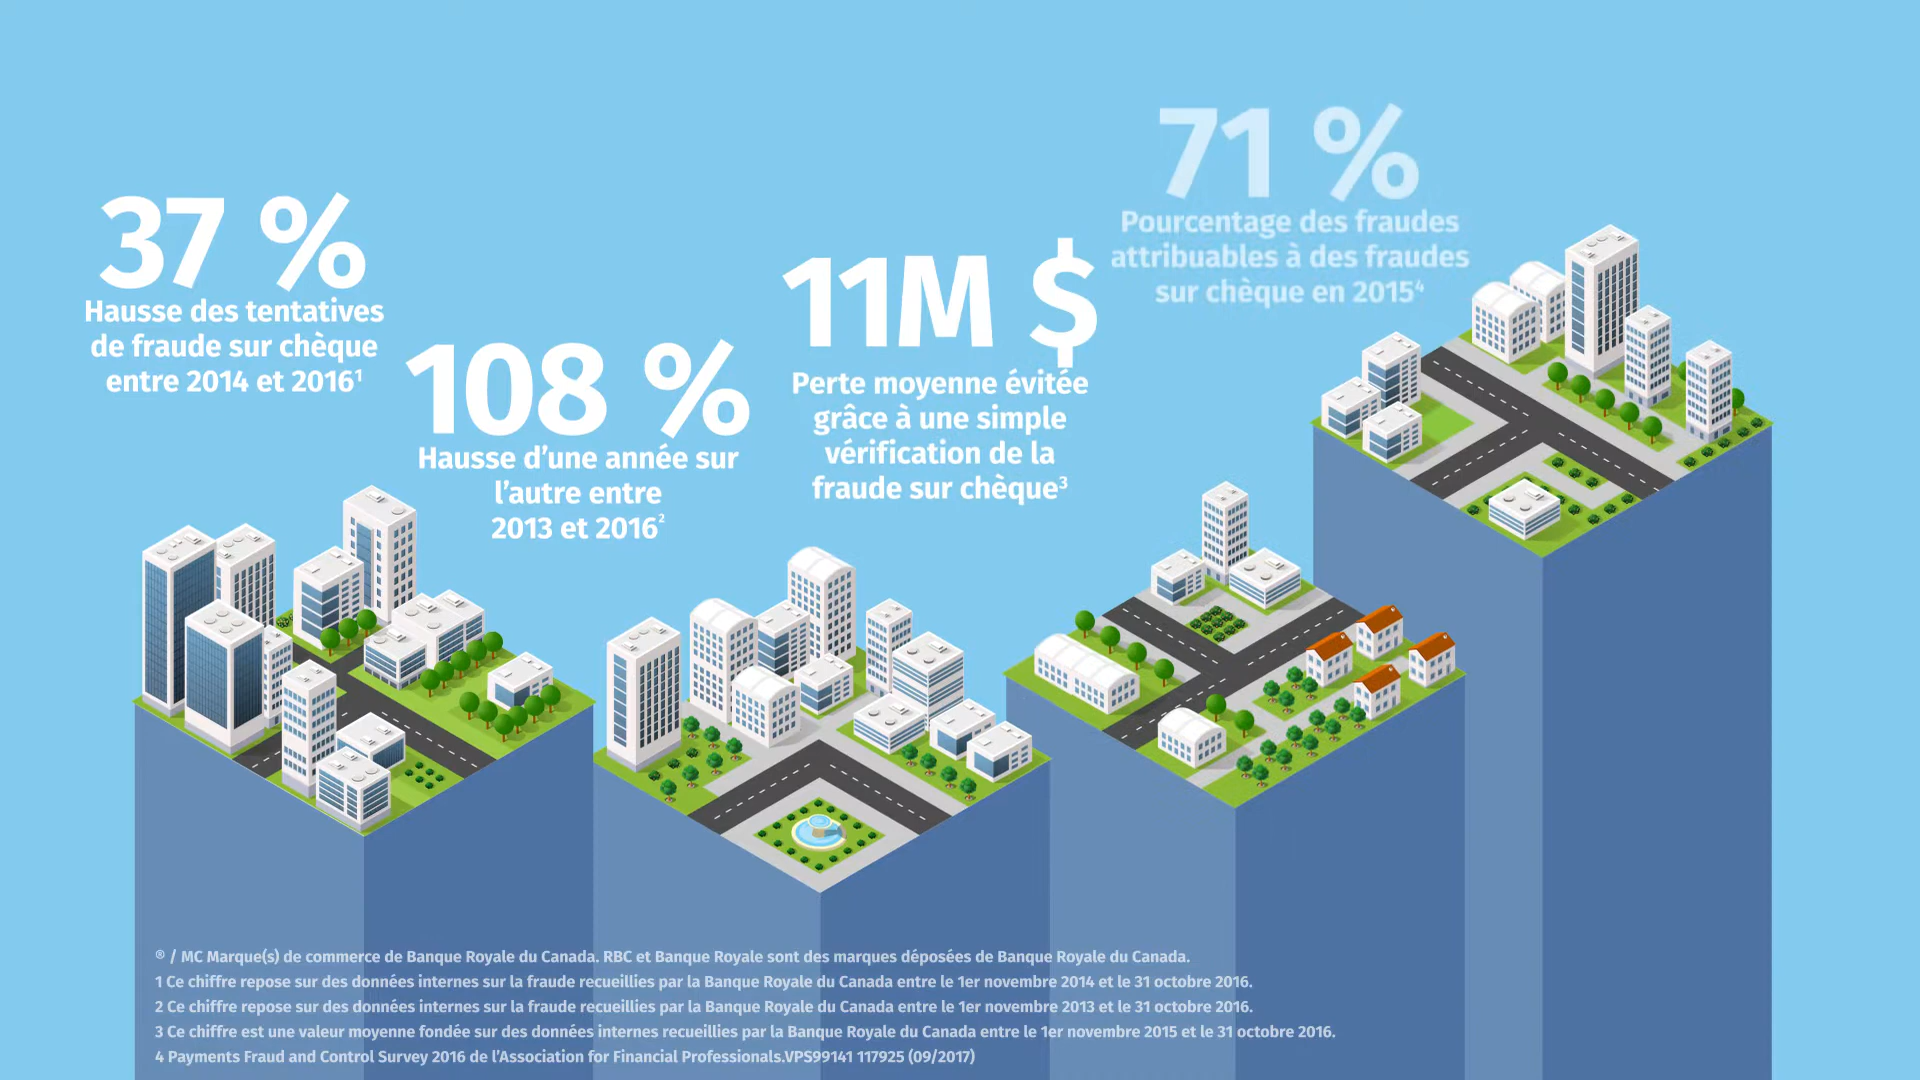 37 %
Hausse des tentatives
de fraude sur chèque
entre 2014 et 2016¹
108 %
Hausse d’une année sur
l’autre entre
2013 et 2016²
11M $
Perte moyenne évitée
grâce à une simple
vérification de la
fraude sur chèque³
71 %
Pourcentage des fraudes
attribuables à des fraudes
sur chèque en 2015⁴
® / MC Marque(s) de commerce de Banque Royale du Canada. RBC et Banque Royale sont des marques déposées de Banque Royale du Canada.
1 Ce chiffre repose sur des données internes sur la fraude recueillies par la Banque Royale du Canada entre le 1er novembre 2014 et le 31 octobre 2016.
2 Ce chiffre repose sur des données internes sur la fraude recueillies par la Banque Royale du Canada entre le 1er novembre 2013 et le 31 octobre 2016.
3 Ce chiffre est une valeur moyenne fondée sur des données internes recueillies par la Banque Royale du Canada entre le 1er novembre 2015 et le 31 octobre 2016.
4 Payments Fraud and Control Survey 2016 de l’Association for Financial Professionals.VPS99141 117925 (09/2017)